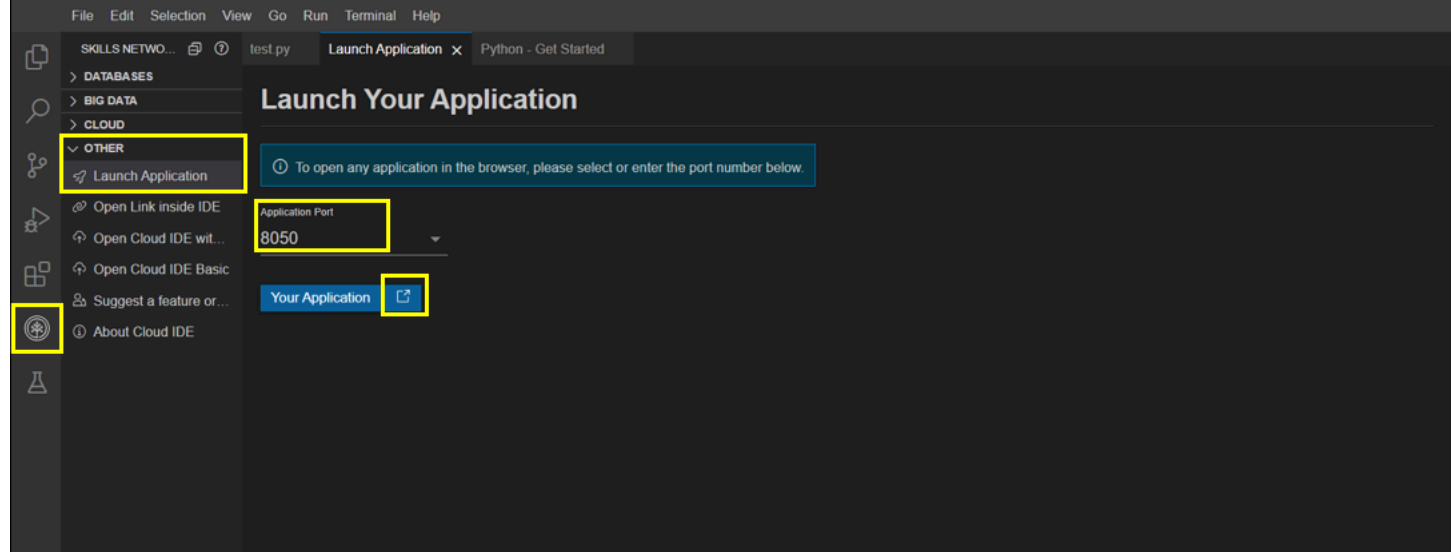 File Edit Selection View Go Run Terminal Help
SKILLS NETWO...
test.py Launch Application Python - Get Started
DATABASES
BIG DATA
CLOUD
OTHER
Launch Application
Open Link inside IDE
Open Cloud IDE wit...
Open Cloud IDE Basic
Suggest a feature or...
About Cloud IDE
Launch Your Application
To open any application in the browser, please select or enter the port number below.
Application Port
8050
Your Application